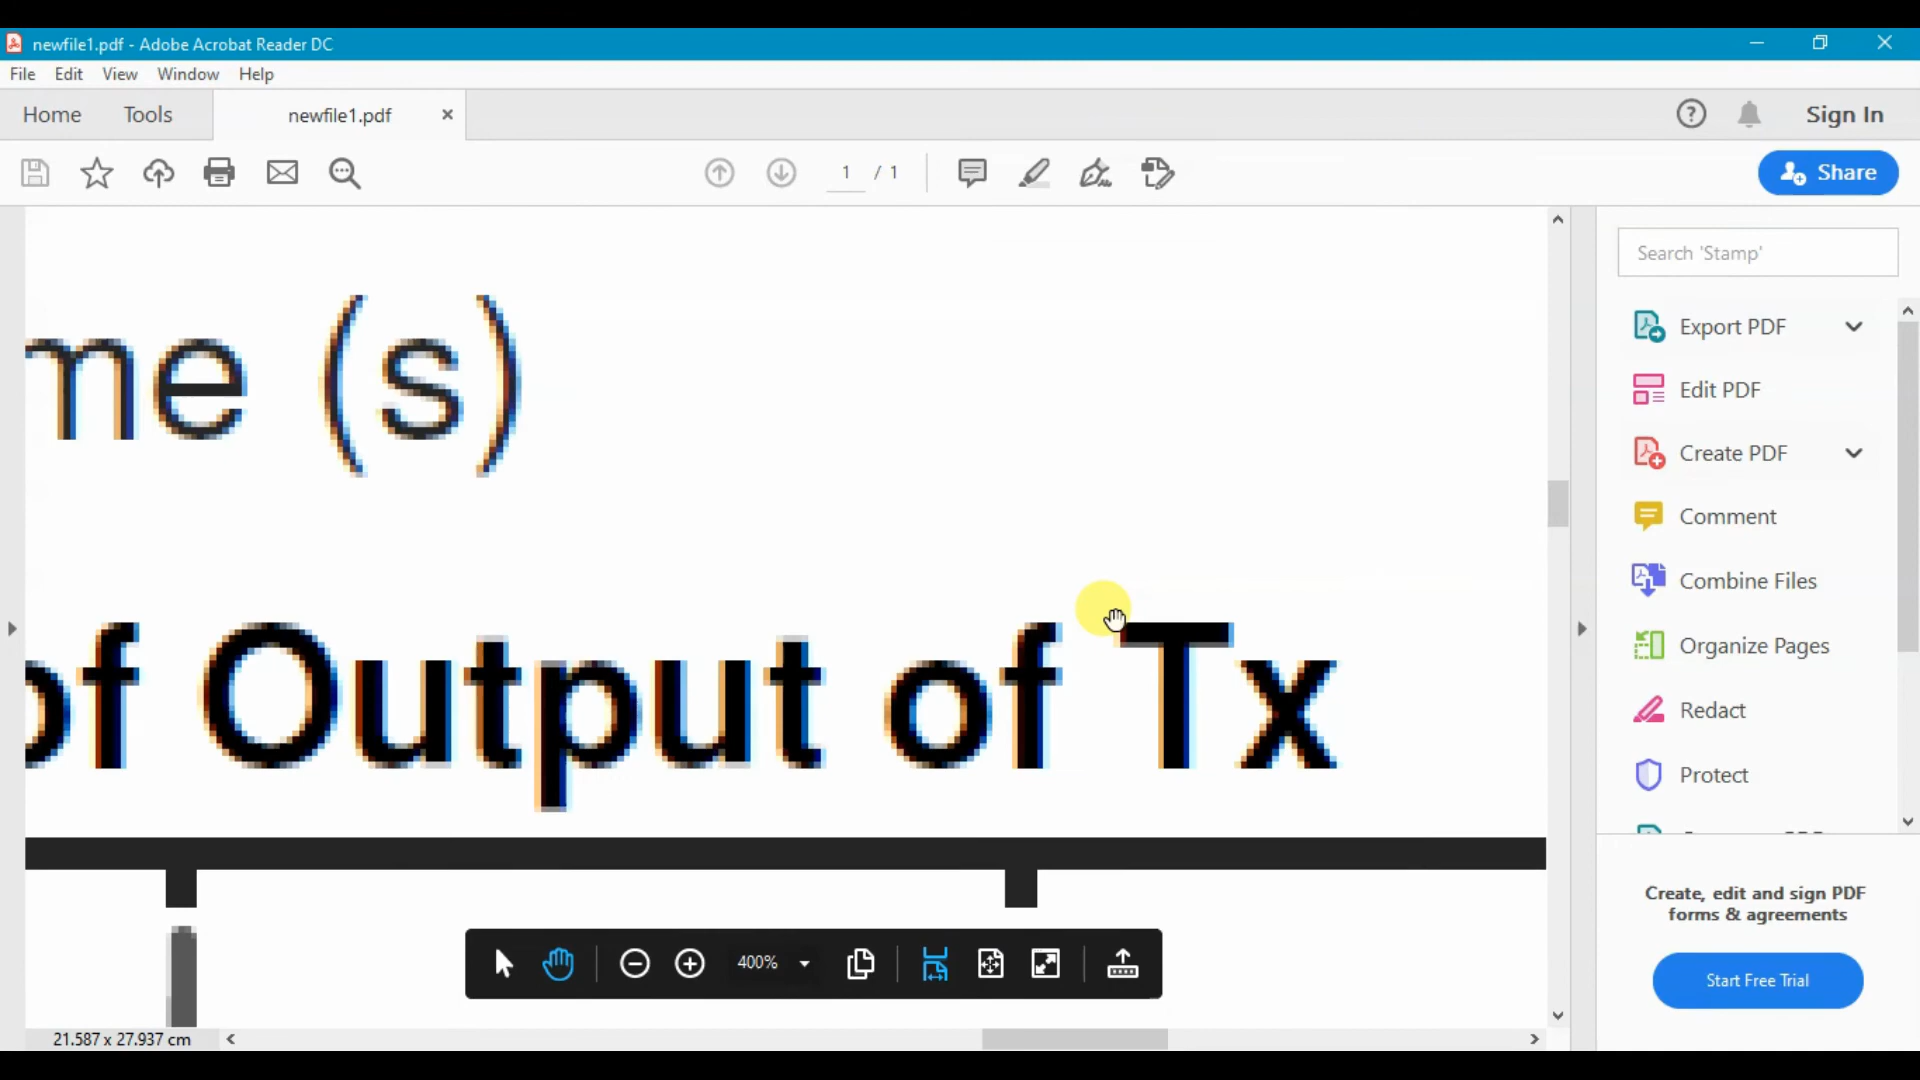 newfile1.pdf - Adobe Acrobat Reader DC
File Edit View Window Help
Home Tools newfile1.pdf × Sign In
1 / 1 Share
Search 'Stamp'
me (s)
Export PDF
Edit PDF
Create PDF
Comment
Combine Files
of Output of Tx
Organize Pages
Redact
Protect
Create, edit and sign PDF
forms & agreements
400%
Start Free Trial
21.587 x 27.937 cm